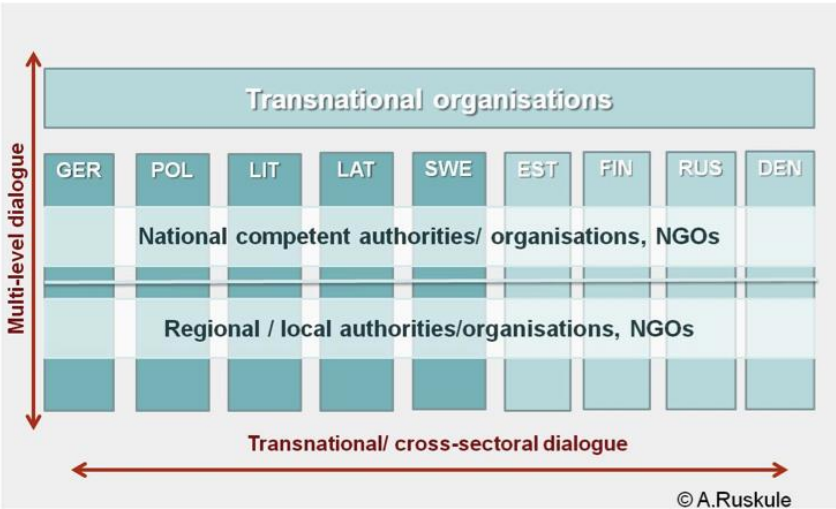 Transnational organisations
GER POL LIT LAT SWE EST FIN RUS DEN
National competent authorities/ organisations, NGOs
Regional / local authorities/organisations, NGOs
Multi-level dialogue
Transnational/ cross-sectoral dialogue
© A.Ruskule